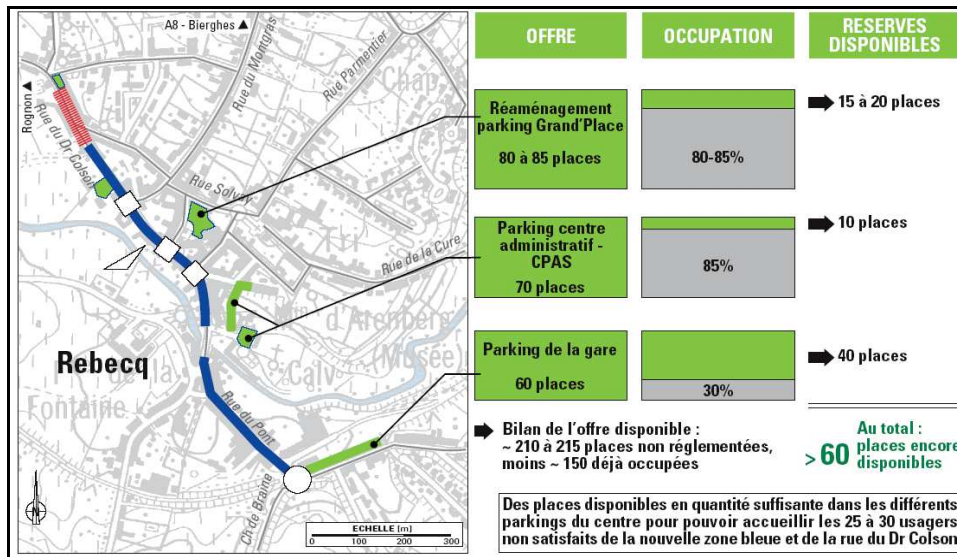 A8 - Bierghes ▲
Rognon ▲
Rue du Dr Colson
Rue du Montgras
Rue Parmentier
Chap
Rue Solvay
Tri
Rue de la Cure
d'Arenberg
(Musée)
Rebecq
de la
Fontaine
Calv
Rue du Pont
Ch de Braine
ECHELLE (m)
0 100 200 300
OFFRE
OCCUPATION
RESERVES
DISPONIBLES
Réaménagement
parking Grand'Place
80 à 85 places
80-85%
15 à 20 places
Parking centre
administratif -
CPAS
70 places
85%
10 places
Parking de la gare
60 places
30%
40 places
Bilan de l'offre disponible :
~ 210 à 215 places non réglementées,
moins ~ 150 déjà occupées
Au total :
> 60 places encore
disponibles
Des places disponibles en quantité suffisante dans les différents
parkings du centre pour pouvoir accueillir les 25 à 30 usagers
non satisfaits de la nouvelle zone bleue et de la rue du Dr Colson